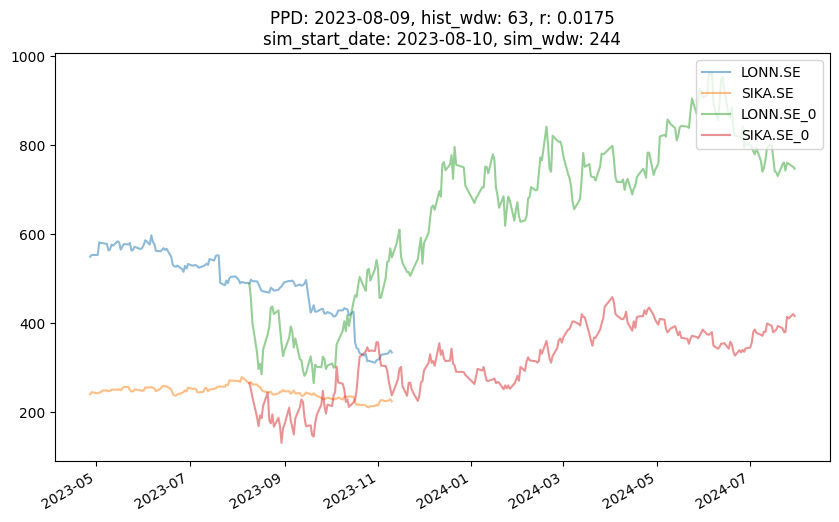 PPD: 2023-08-09, hist_wdw: 63, r: 0.0175
sim_start_date: 2023-08-10, sim_wdw: 244
1000
800
600
400
200
LONN.SE
SIKA.SE
LONN.SE_0
SIKA.SE_0
2023-05
2023-07
2023-09
2023-11
2024-01
2024-03
2024-05
2024-07